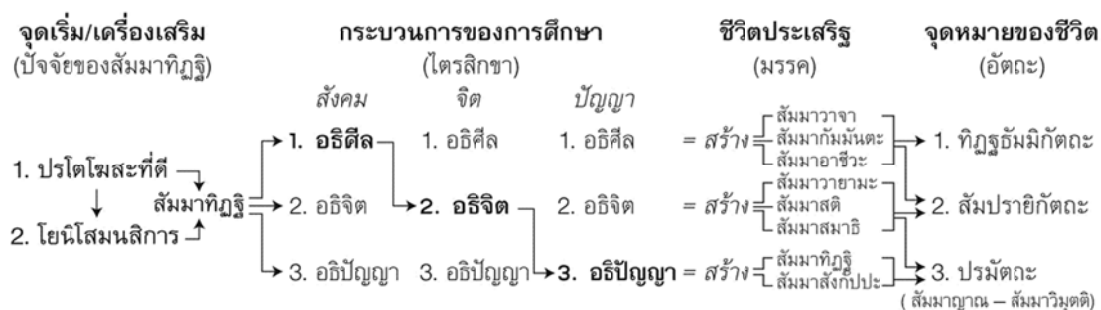 จุดเริ่ม/เครื่องเสริม กระบวนการของการศึกษา ชีวิตประเสริฐ จุดหมายของชีวิต
(ปัจจัยของสัมมาทิฏฐิ) (ไตรสิกขา) (มรรค) (อัตถะ)
สังคม จิต ปัญญา
สัมมาวาจา
1. อธิศีล 1. อธิศีล 1. อธิศีล = สร้าง สัมมากัมมันตะ 1. ทิฏฐธัมมิกัตถะ
สัมมาอาชีวะ
1. ปรโตโฆสะที่ดี
สัมมาวายามะ
สัมมาทิฏฐิ 2. อธิจิต 2. อธิจิต 2. อธิจิต = สร้าง สัมมาสติ 2. สัมปรายิกัตถะ
สัมมาสมาธิ
2. โยนิโสมนสิการ
สัมมาทิฏฐิ
3. อธิปัญญา 3. อธิปัญญา 3. อธิปัญญา = สร้าง 3. ปรมัตถะ
สัมมาสังกัปปะ
( สัมมาญาณ – สัมมาวิมุตติ)